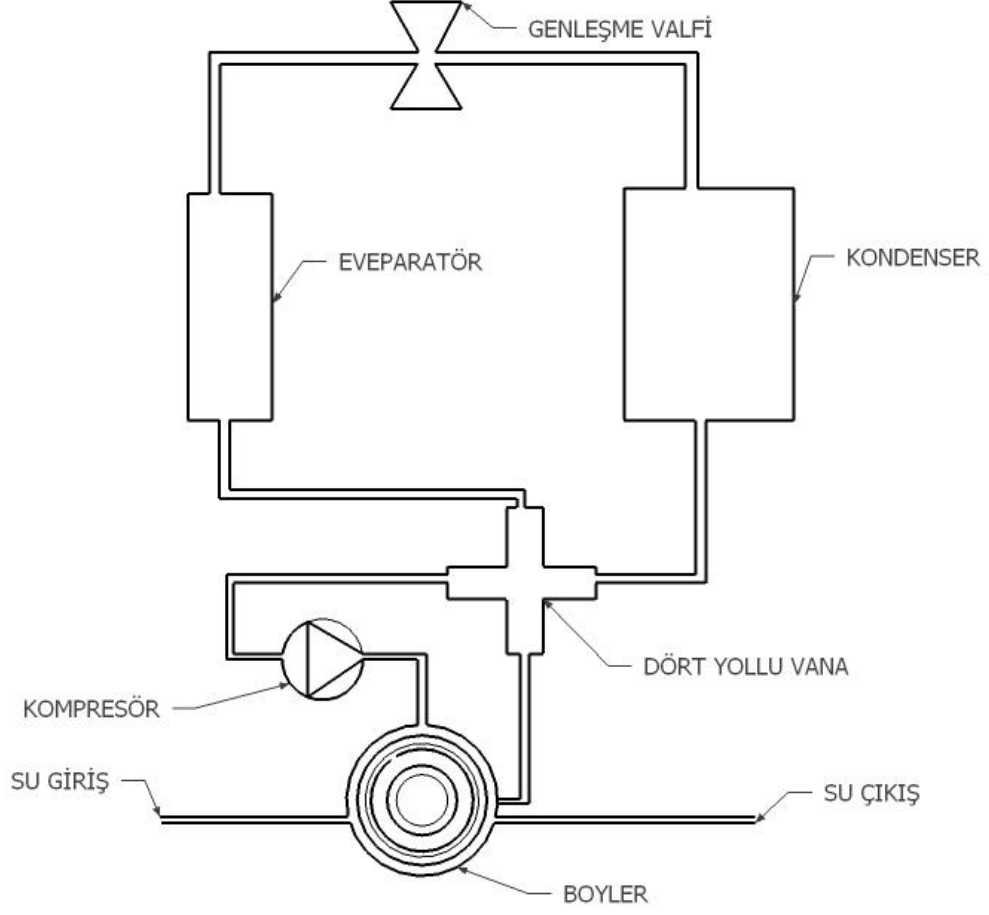 GENLEŞME VALFİ
EVEPARATÖR
KONDENSER
DÖRT YOLLU VANA
KOMPRESÖR
SU GİRİŞ
SU ÇIKIŞ
BOYLER